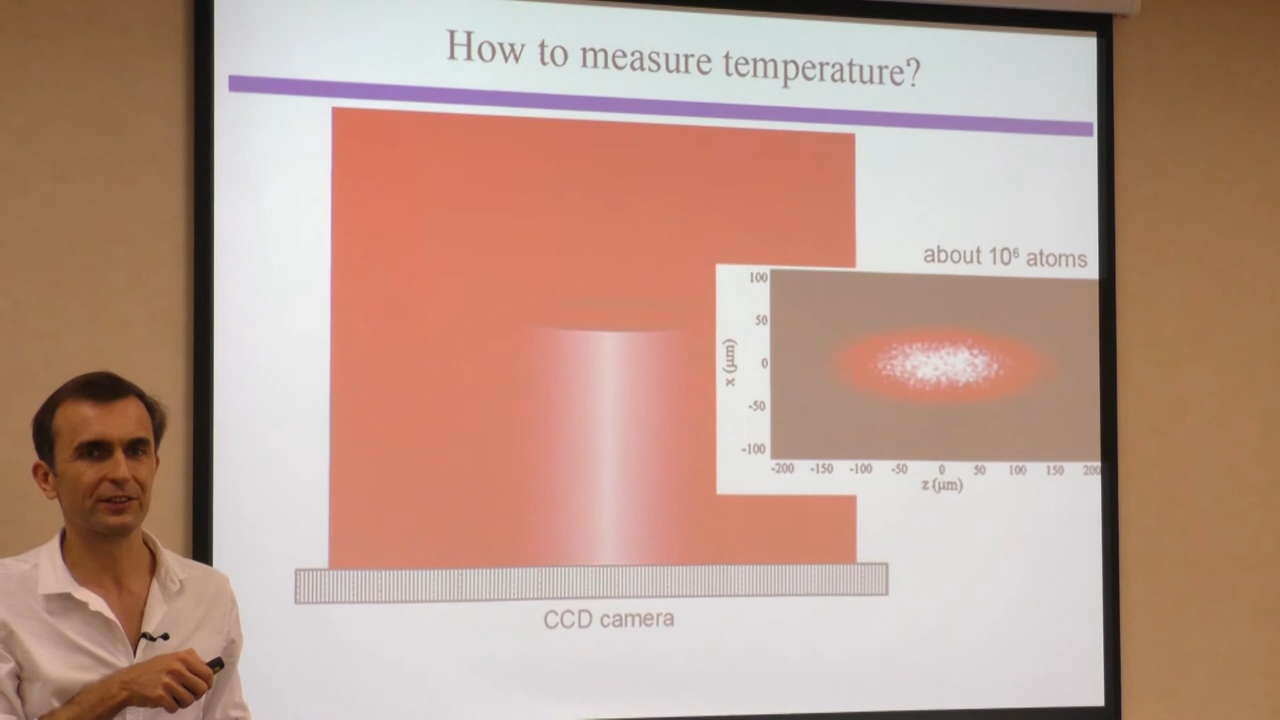 How to measure temperature?
about 10⁶ atoms
100
50
0
-50
-100
x (μm)
-200 -150 -100 -50 0 50 100 150 200
z (μm)
CCD camera